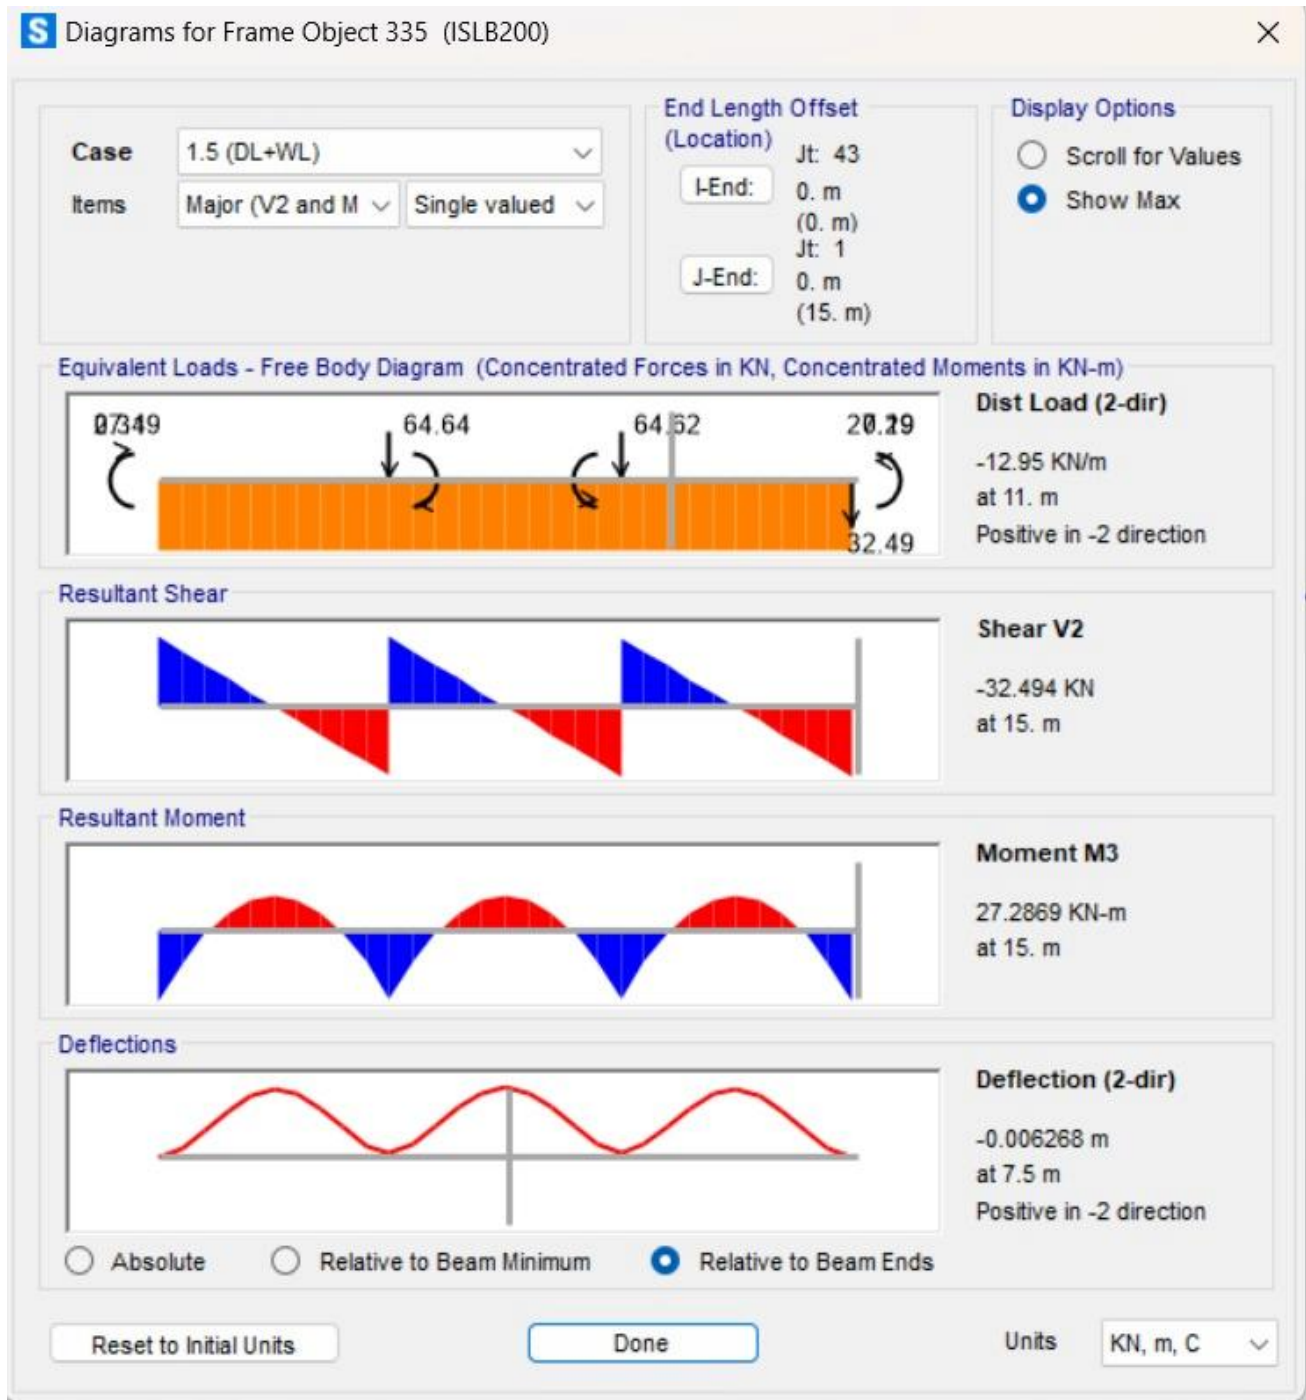 S Diagrams for Frame Object 335 (ISLB200)
Case 1.5 (DL+WL)
Items Major (V2 and M Single valued
End Length Offset
(Location)
I-End:
Jt: 43
0. m
(0. m)
J-End:
Jt: 1
0. m
(15. m)
Display Options
Scroll for Values
Show Max
Equivalent Loads - Free Body Diagram (Concentrated Forces in KN, Concentrated Moments in KN-m)
64.64 64.62
32.49
Dist Load (2-dir)
-12.95 KN/m
at 11. m
Positive in -2 direction
Resultant Shear
Shear V2
-32.494 KN
at 15. m
Resultant Moment
Moment M3
27.2869 KN-m
at 15. m
Deflections
Deflection (2-dir)
-0.006268 m
at 7.5 m
Positive in -2 direction
Absolute Relative to Beam Minimum Relative to Beam Ends
Reset to Initial Units Done Units KN, m, C